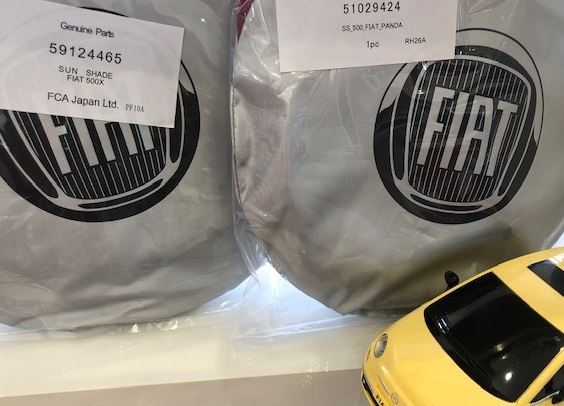 Genuine Parts
59124465
SUN SHADE
FIAT 500X
FCA Japan Ltd. PF10A
FIAT
51029424
SS_500_FIAT_PANDA
1pc RH26A
FIAT